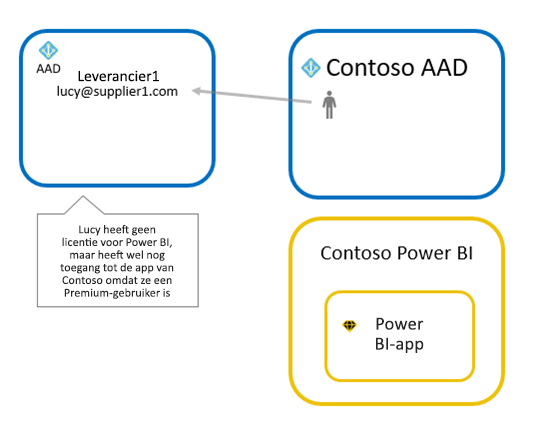 AAD
Leverancier1
lucy@supplier1.com
Contoso AAD
Lucy heeft geen
licentie voor Power BI,
maar heeft wel nog
toegang tot de app van
Contoso omdat ze een
Premium-gebruiker is
Contoso Power BI
Power
BI-app